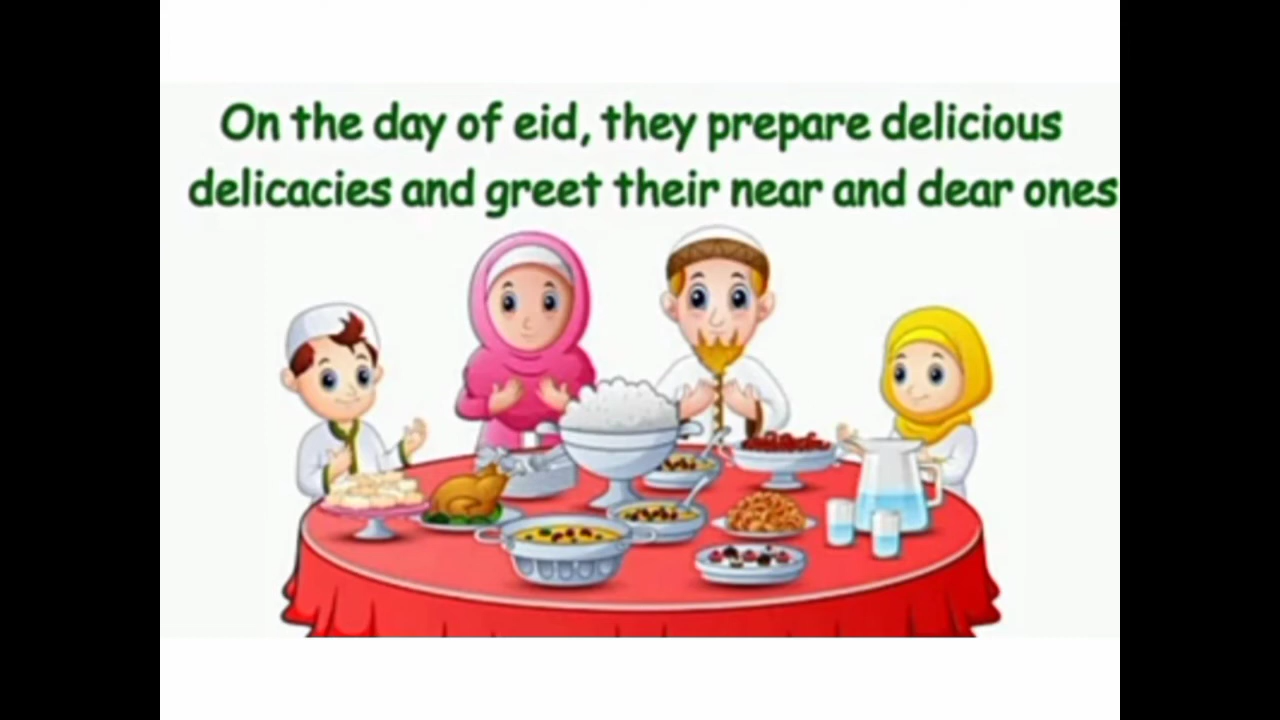 On the day of eid, they prepare delicious
delicacies and greet their near and dear ones